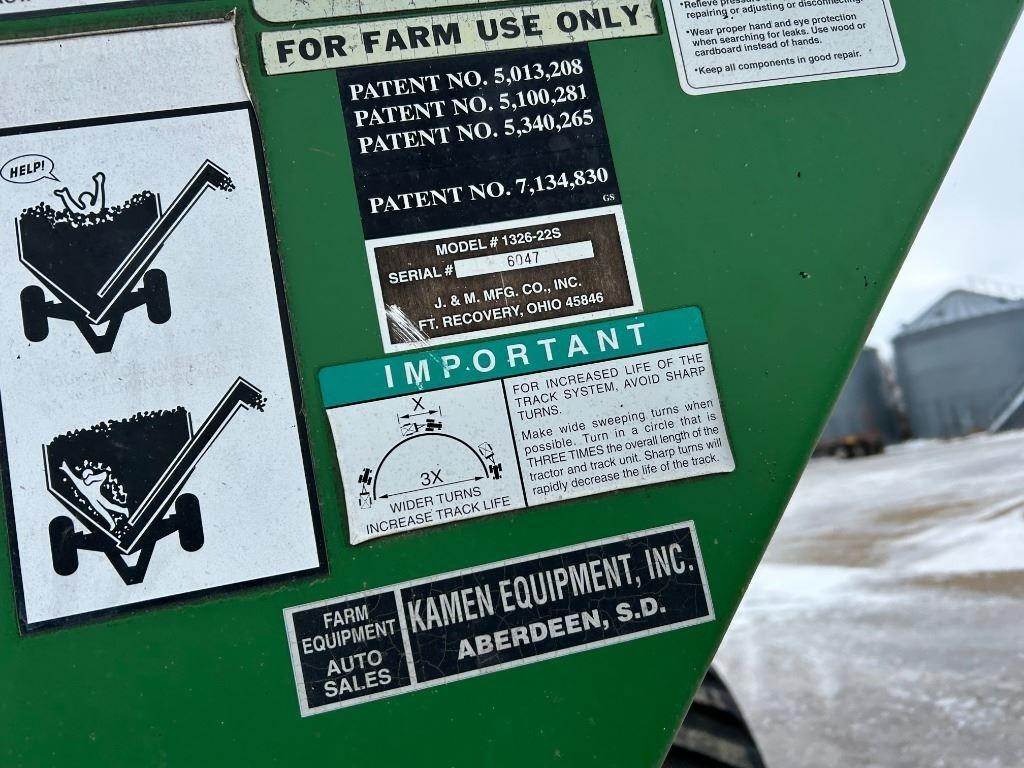 FOR FARM USE ONLY
•Relieve pressure
repairing or adjusting or disconnecting.
•Wear proper hand and eye protection
when searching for leaks. Use wood or
cardboard instead of hands.
•Keep all components in good repair.
PATENT NO. 5,013,208
PATENT NO. 5,100,281
PATENT NO. 5,340,265
PATENT NO. 7,134,830
GS
HELP!
MODEL # 1326-22S
SERIAL # 6047
J. & M. MFG. CO., INC.
FT. RECOVERY, OHIO 45846
IMPORTANT
X
3X
WIDER TURNS
INCREASE TRACK LIFE
FOR INCREASED LIFE OF THE
TRACK SYSTEM, AVOID SHARP
TURNS.
Make wide sweeping turns when
possible. Turn in a circle that is
THREE TIMES the overall length of the
tractor and track unit. Sharp turns will
rapidly decrease the life of the track.
FARM
EQUIPMENT
AUTO
SALES
KAMEN EQUIPMENT, INC.
ABERDEEN, S.D.